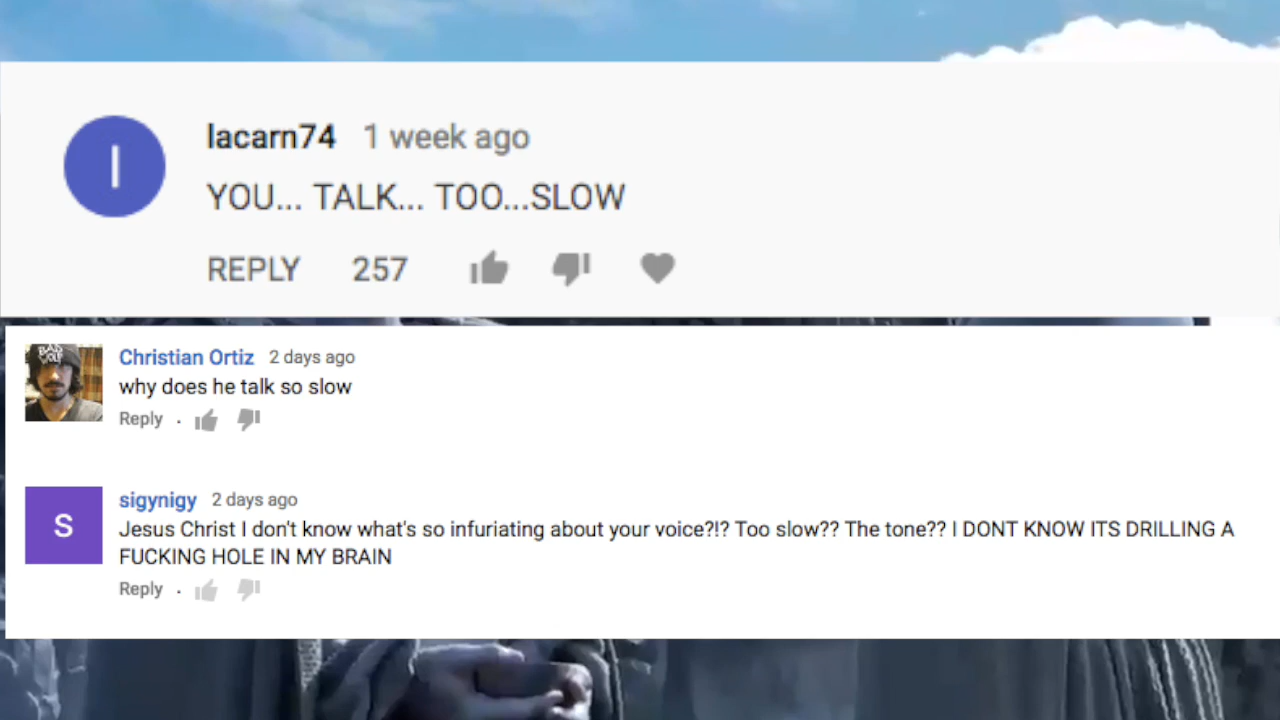 I
lacarn74 1 week ago
YOU... TALK... TOO...SLOW
REPLY 257
BAD
WOLF
Christian Ortiz 2 days ago
why does he talk so slow
Reply .
S
sigynigy 2 days ago
Jesus Christ I don't know what's so infuriating about your voice?!? Too slow?? The tone?? I DONT KNOW ITS DRILLING A
FUCKING HOLE IN MY BRAIN
Reply .